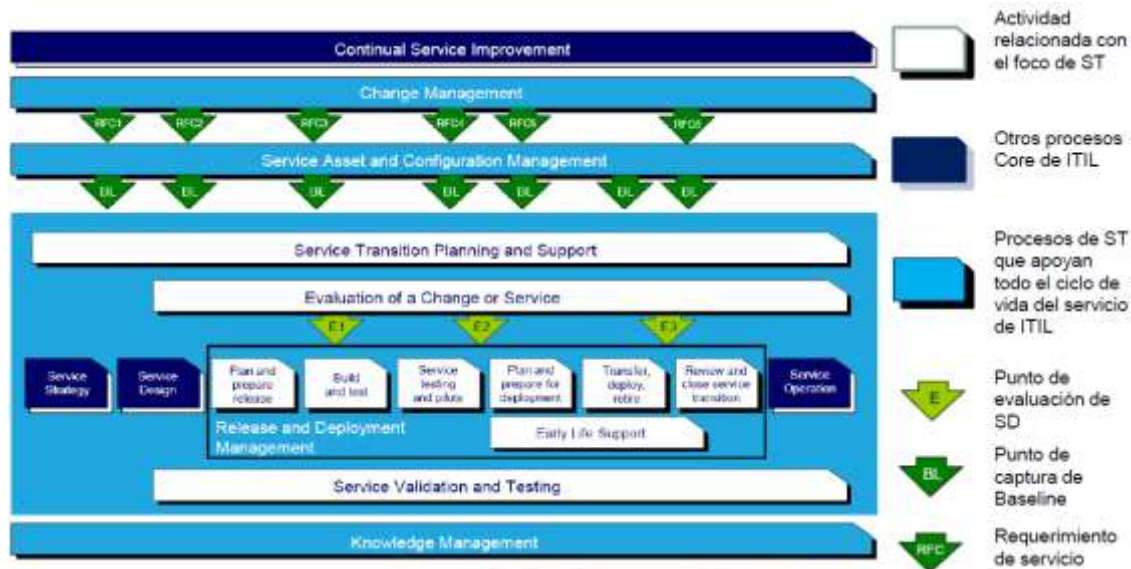 Continual Service Improvement
Change Management
RFC1
RFC2
RFC3
RFC4
RFC5
RFC6
Service Asset and Configuration Management
BL
BL
BL
BL
BL
BL
BL
Service Transition Planning and Support
Evaluation of a Change or Service
E1
E2
E3
Service
Strategy
Service
Design
Plan and
prepare
release
Build
and test
Service
testing
and pilots
Plan and
prepare for
deployment
Transfer,
deploy,
retire
Review and
close service
transition
Service
Operation
Release and Deployment
Management
Early Life Support
Service Validation and Testing
Knowledge Management
Actividad
relacionada con
el foco de ST
Otros procesos
Core de ITIL
Procesos de ST
que apoyan
todo el ciclo de
vida del servicio
de ITIL
E
Punto de
evaluación de
SD
BL
Punto de
captura de
Baseline
RFC
Requerimiento
de servicio